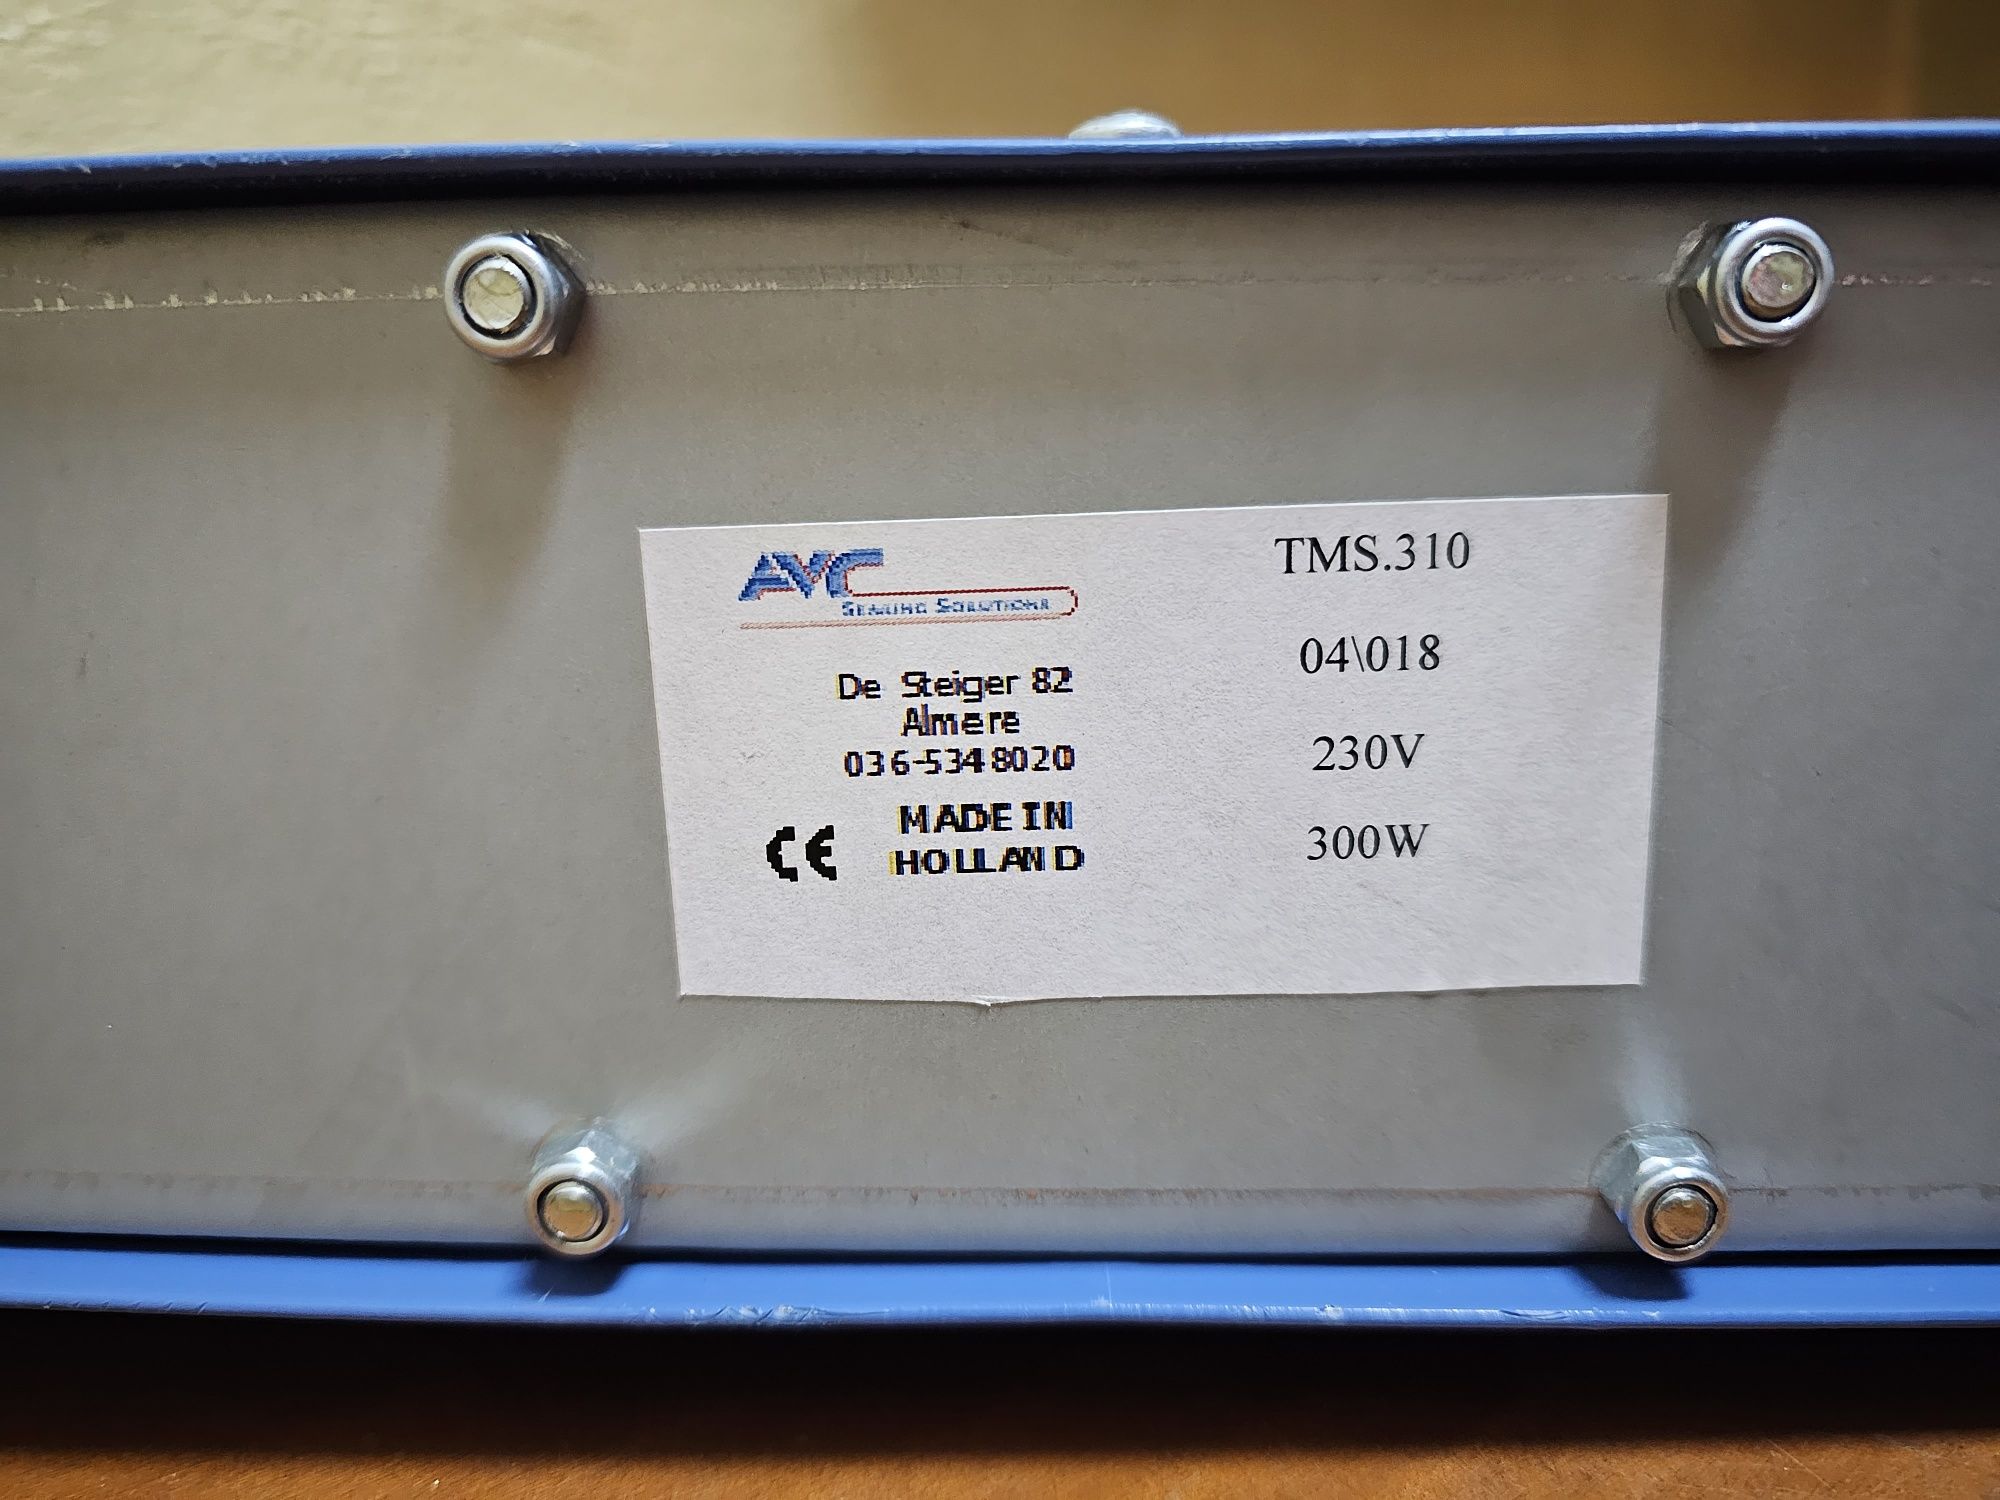 AVC
SEALING SOLUTIONS
De Steiger 82
Almere
036-5348020
CE
MADE IN
HOLLAND
TMS.310
04\018
230V
300W